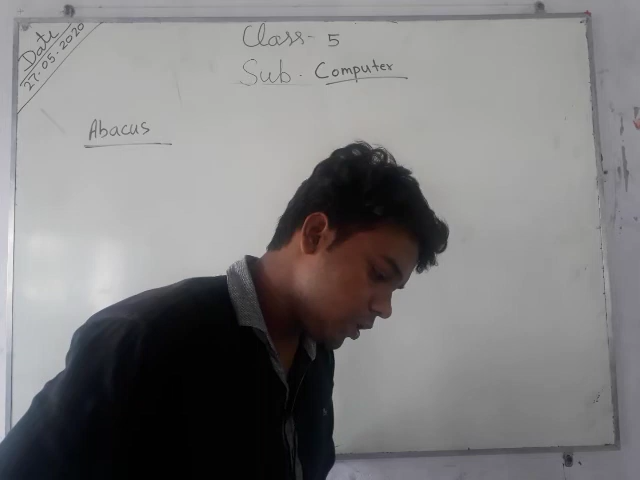 Date
27.05.2020
Class- 5
Sub. Computer
Abacus